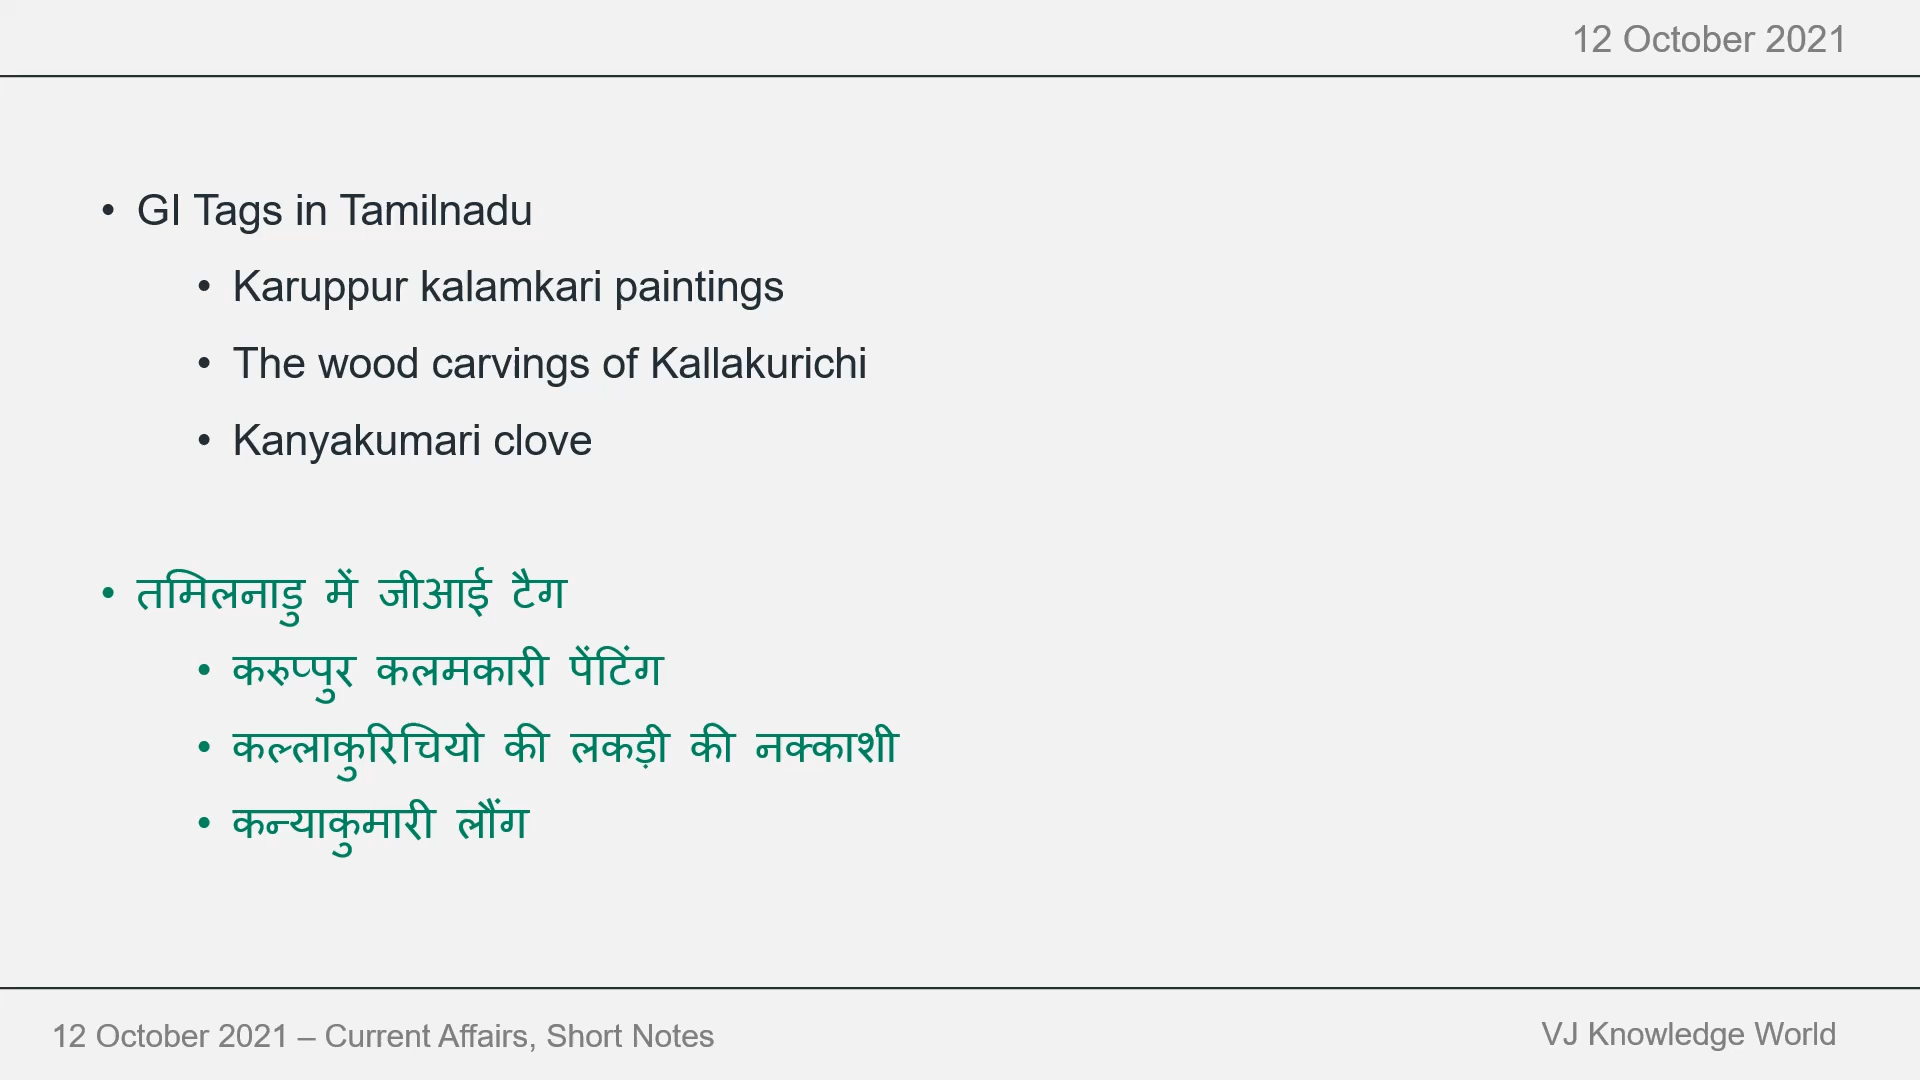 12 October 2021
• GI Tags in Tamilnadu
• Karuppur kalamkari paintings
• The wood carvings of Kallakurichi
• Kanyakumari clove
• तमिलनाडु में जीआई टैग
• करुप्पुर कलमकारी पेंटिंग
• कल्लाकुरिचियो की लकड़ी की नक्काशी
• कन्याकुमारी लौंग
12 October 2021 – Current Affairs, Short Notes
VJ Knowledge World